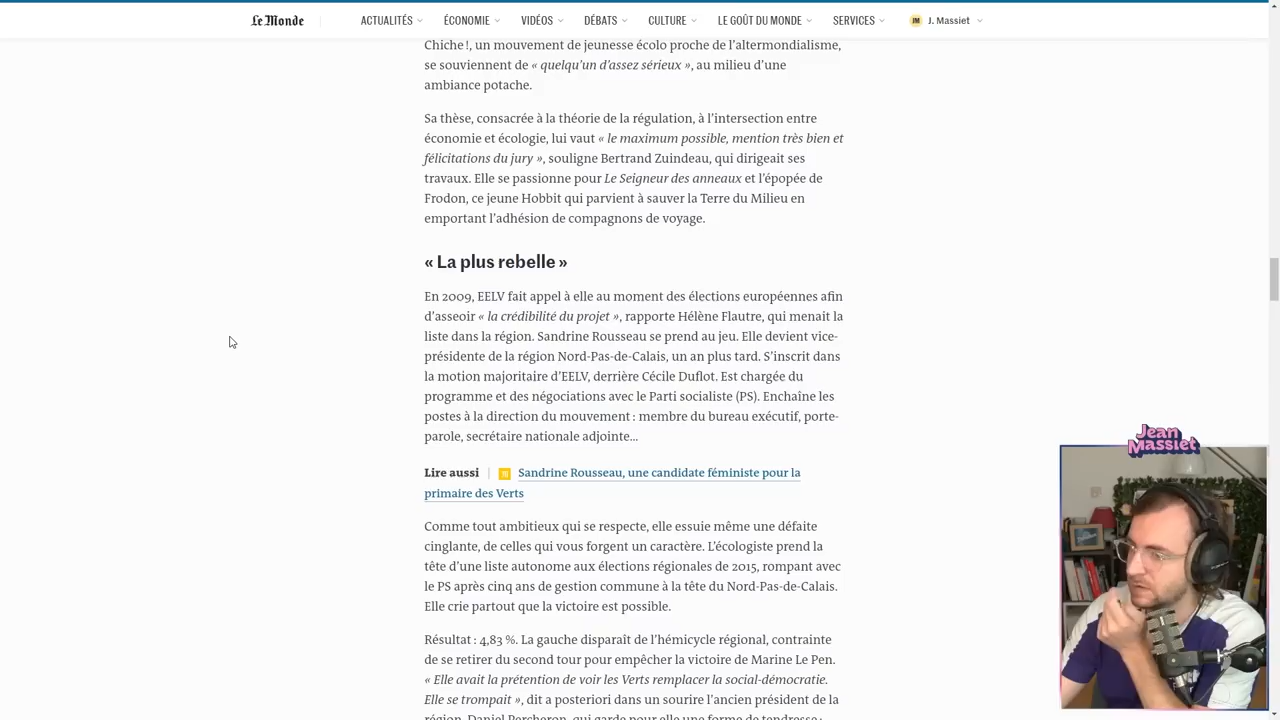 Le Monde
ACTUALITÉS
ÉCONOMIE
VIDÉOS
DÉBATS
CULTURE
LE GOÛT DU MONDE
SERVICES
JM
J. Massiet
Chiche !, un mouvement de jeunesse écolo proche de l’altermondialisme,
se souviennent de « quelqu’un d’assez sérieux », au milieu d’une
ambiance potache.
Sa thèse, consacrée à la théorie de la régulation, à l’intersection entre
économie et écologie, lui vaut « le maximum possible, mention très bien et
félicitations du jury », souligne Bertrand Zuindeau, qui dirigeait ses
travaux. Elle se passionne pour Le Seigneur des anneaux et l’épopée de
Frodon, ce jeune Hobbit qui parvient à sauver la Terre du Milieu en
emportant l’adhésion de compagnons de voyage.
« La plus rebelle »
En 2009, EELV fait appel à elle au moment des élections européennes afin
d’asseoir « la crédibilité du projet », rapporte Hélène Flautre, qui menait la
liste dans la région. Sandrine Rousseau se prend au jeu. Elle devient vice-
présidente de la région Nord-Pas-de-Calais, un an plus tard. S’inscrit dans
la motion majoritaire d’EELV, derrière Cécile Duflot. Est chargée du
programme et des négociations avec le Parti socialiste (PS). Enchaîne les
postes à la direction du mouvement : membre du bureau exécutif, porte-
parole, secrétaire nationale adjointe…
Lire aussi | Sandrine Rousseau, une candidate féministe pour la
primaire des Verts
Comme tout ambitieux qui se respecte, elle essuie même une défaite
cinglante, de celles qui vous forgent un caractère. L’écologiste prend la
tête d’une liste autonome aux élections régionales de 2015, rompant avec
le PS après cinq ans de gestion commune à la tête du Nord-Pas-de-Calais.
Elle crie partout que la victoire est possible.
Résultat : 4,83 %. La gauche disparaît de l’hémicycle régional, contrainte
de se retirer du second tour pour empêcher la victoire de Marine Le Pen.
« Elle avait la prétention de voir les Verts remplacer la social-démocratie.
Elle se trompait », dit a posteriori dans un sourire l’ancien président de la
région, Daniel Percheron, qui garde pour elle une forme de tendresse :
Jean
Massiet